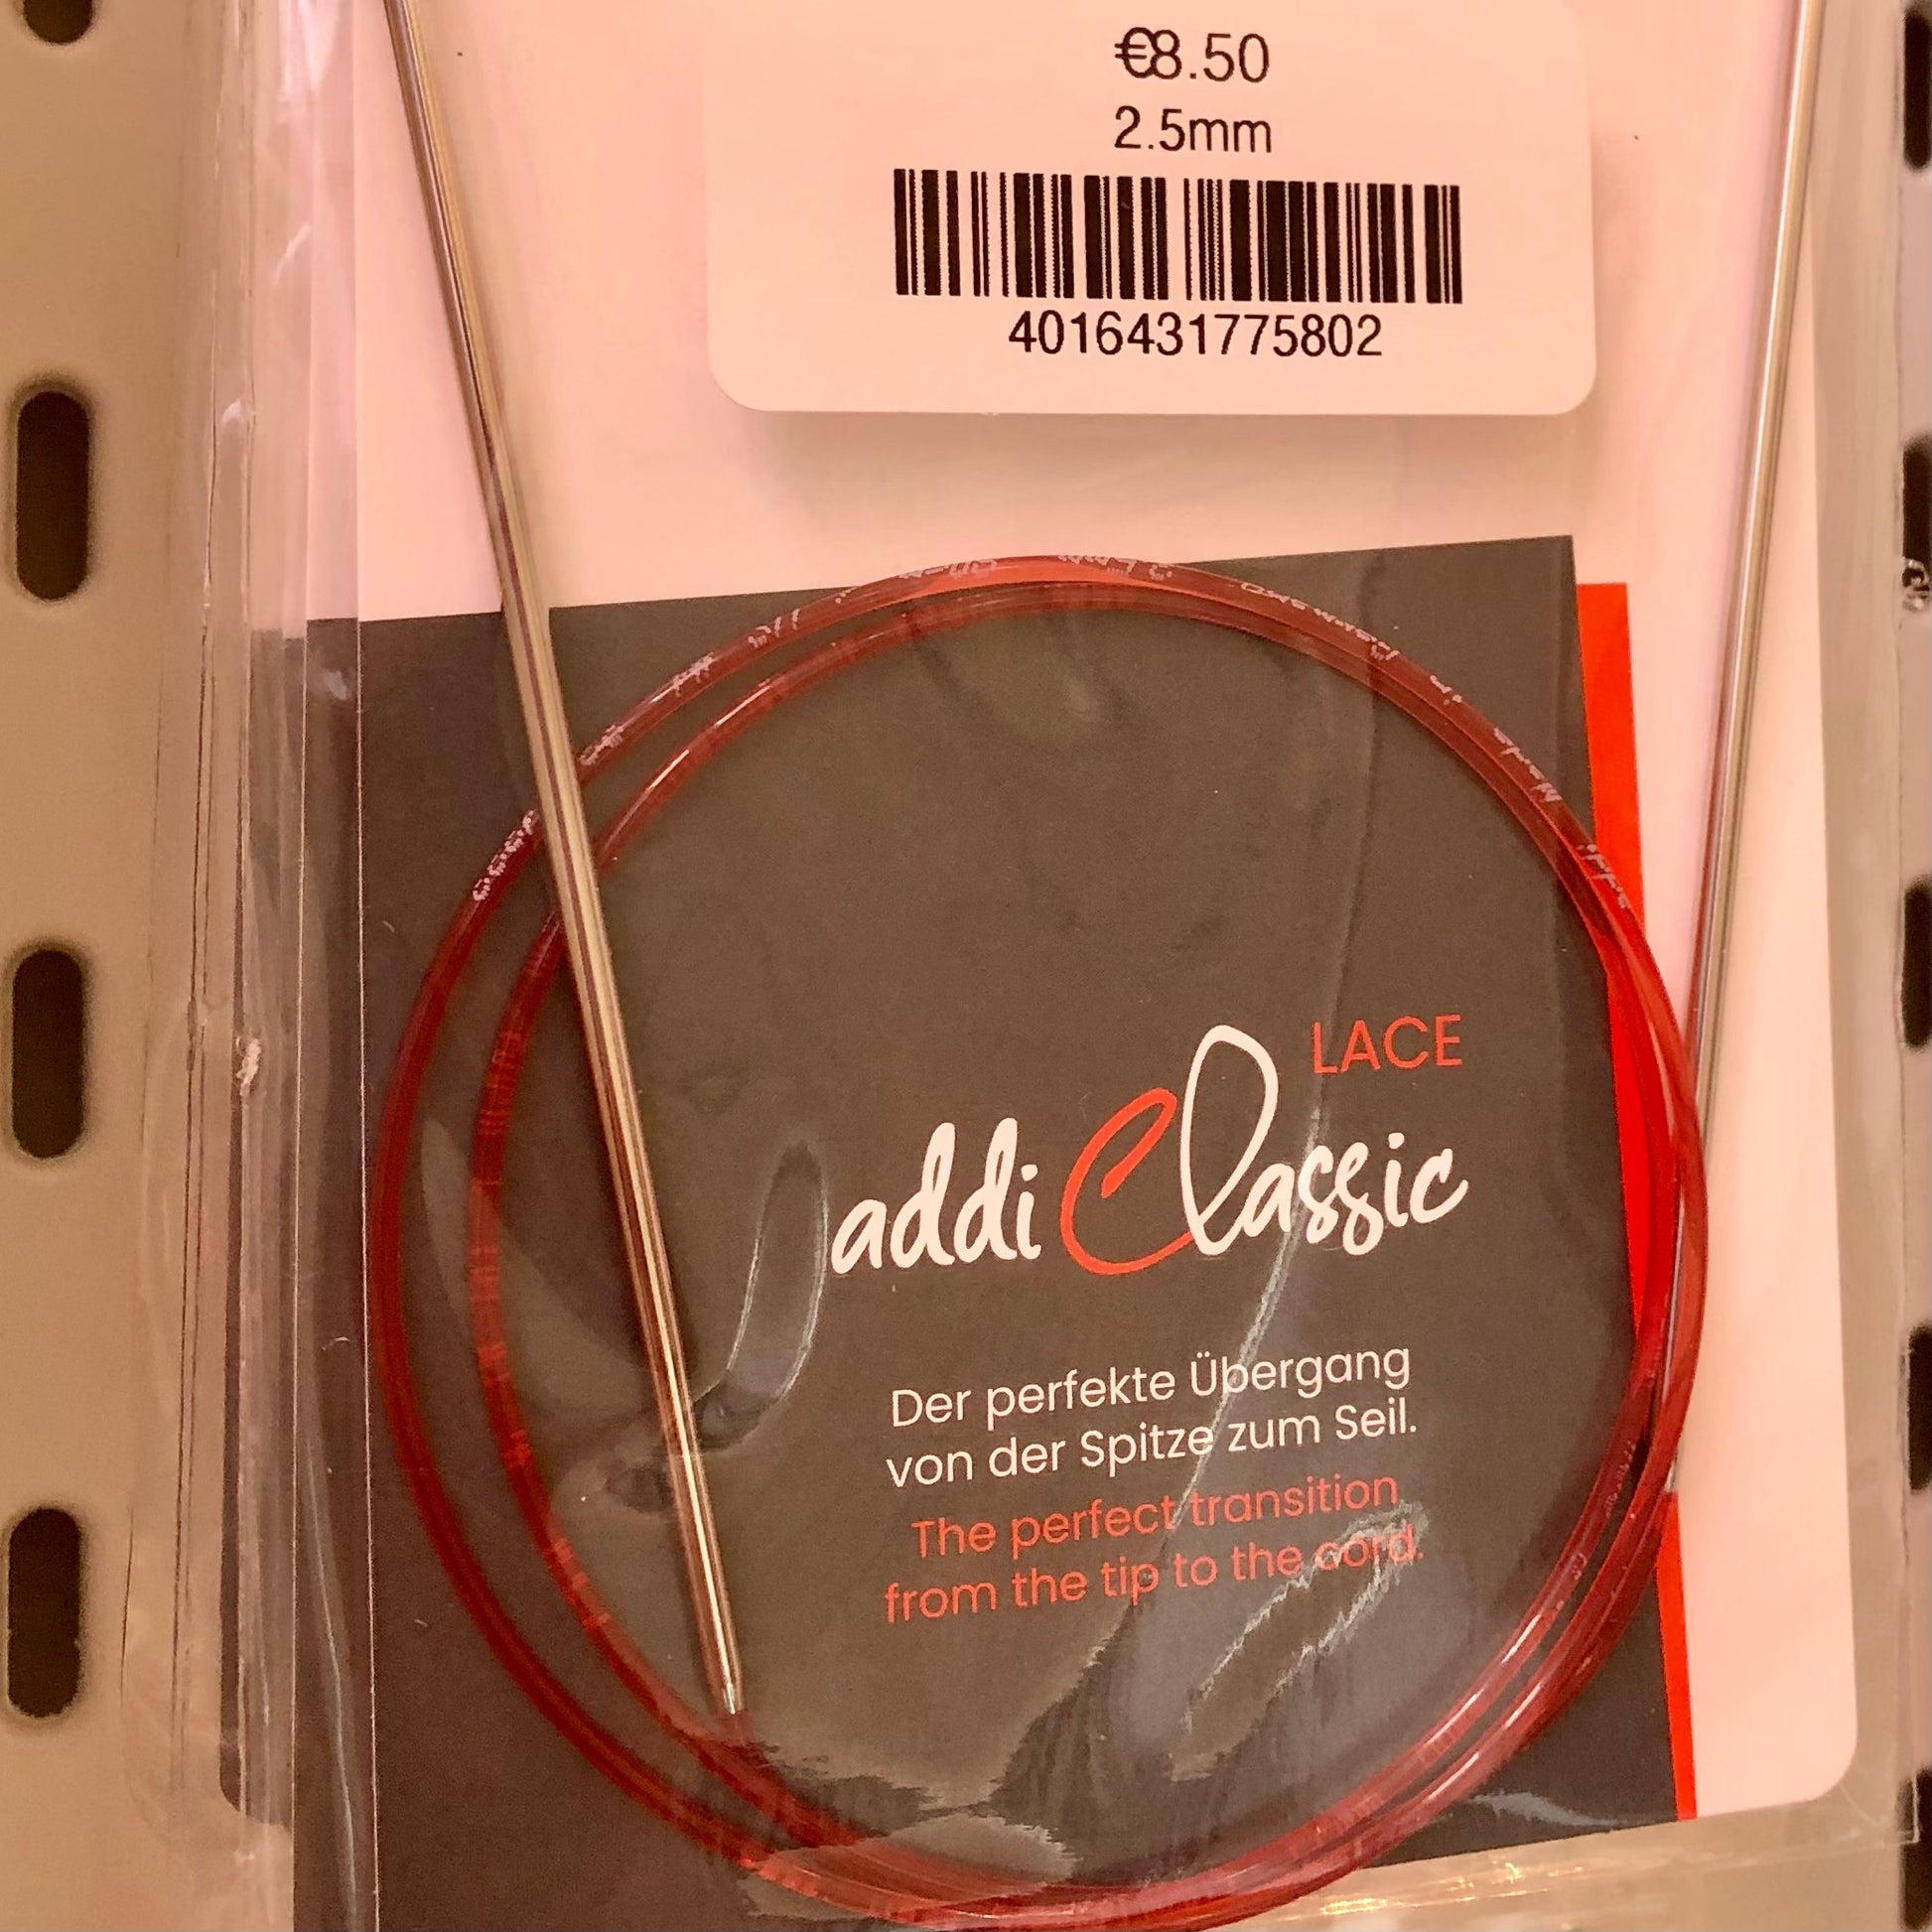 €8.50
2.5mm
4016431775802
LACE
addi Classic
Der perfekte Übergang
von der Spitze zum Seil.
The perfect transition
from the tip to the cord.